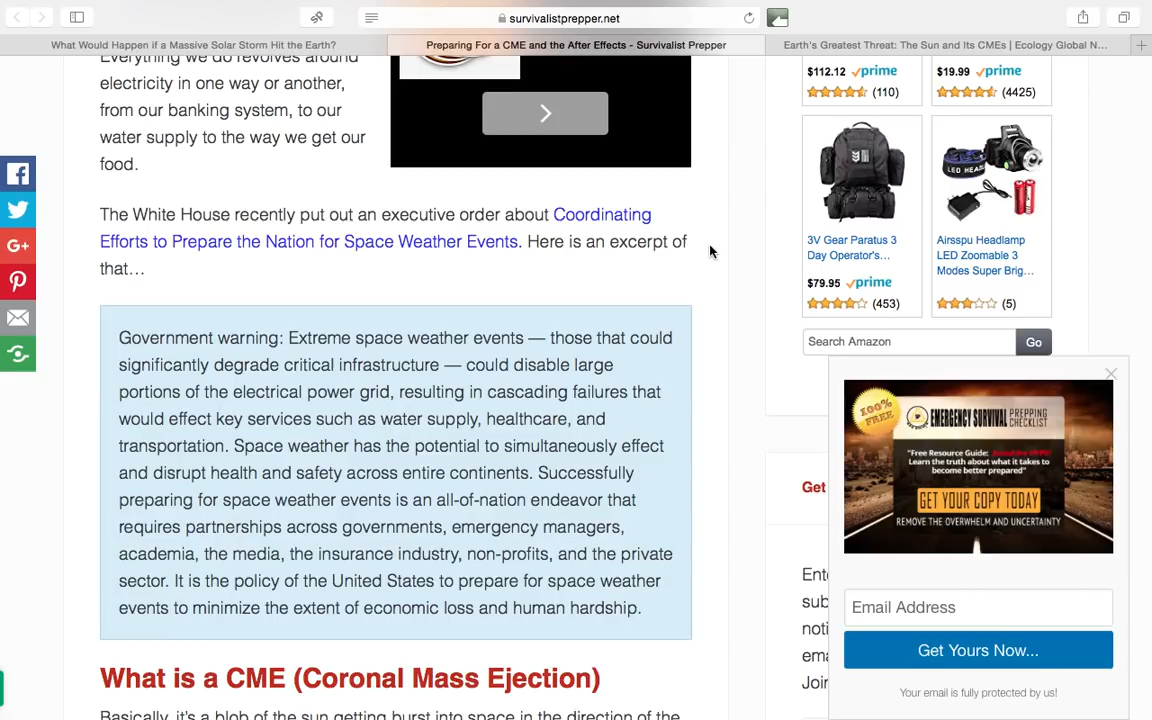 survivalistprepper.net
What Would Happen if a Massive Solar Storm Hit the Earth?
Preparing For a CME and the After Effects - Survivalist Prepper
Earth's Greatest Threat: The Sun and Its CMEs | Ecology Global N...
Everything we do revolves around
electricity in one way or another,
from our banking system, to our
water supply to the way we get our
food.
The White House recently put out an executive order about Coordinating
Efforts to Prepare the Nation for Space Weather Events. Here is an excerpt of
that…
Government warning: Extreme space weather events — those that could
significantly degrade critical infrastructure — could disable large
portions of the electrical power grid, resulting in cascading failures that
would effect key services such as water supply, healthcare, and
transportation. Space weather has the potential to simultaneously effect
and disrupt health and safety across entire continents. Successfully
preparing for space weather events is an all-of-nation endeavor that
requires partnerships across governments, emergency managers,
academia, the media, the insurance industry, non-profits, and the private
sector. It is the policy of the United States to prepare for space weather
events to minimize the extent of economic loss and human hardship.
What is a CME (Coronal Mass Ejection)
Basically, it's a blob of the sun getting burst into space in the direction of the
$112.12 prime
(110)
$19.99 prime
(4425)
3V Gear Paratus 3
Day Operator's...
$79.95 prime
(453)
Airsspu Headlamp
LED Zoomable 3
Modes Super Brig...
(5)
Search Amazon
Go
Get
Ente
sub
noti
ema
Join
100%
FREE
EMERGENCY SURVIVAL PREPPING
CHECKLIST
"Free Resource Guide:
Learn the truth about what it takes to
become better prepared"
GET YOUR COPY TODAY
REMOVE THE OVERWHELM AND UNCERTAINTY
Email Address
Get Yours Now...
Your email is fully protected by us!